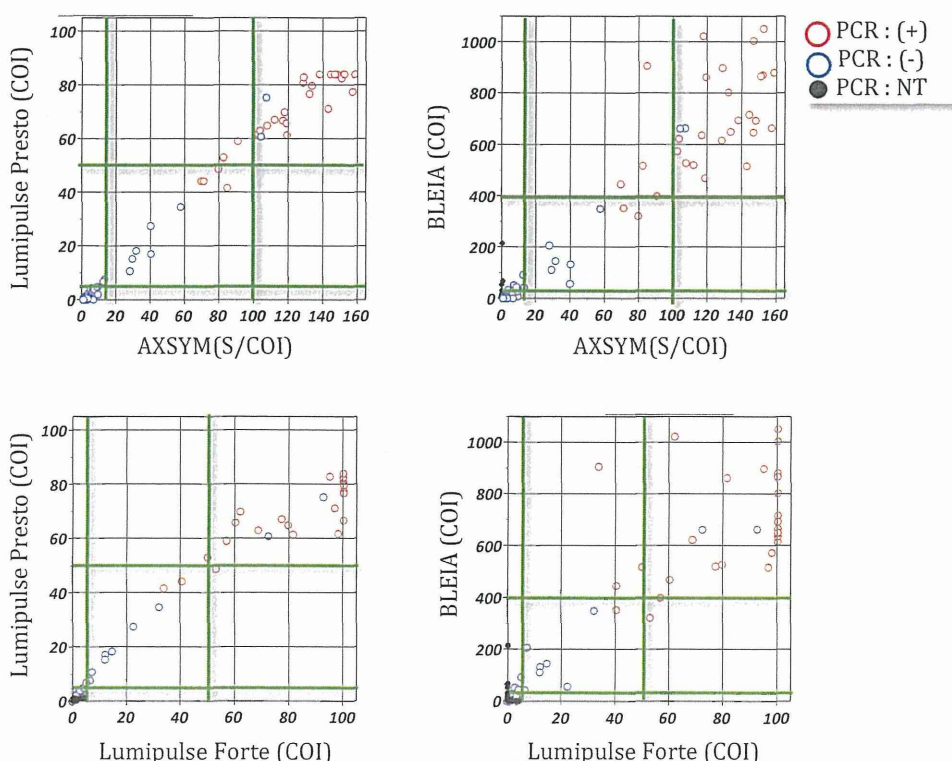 100
80
60
40
20
0
0 20 40 60 80 100 120 140 160
Lumipulse Presto (COI)
AXSYM(S/COI)
1000
800
600
400
200
0
0 20 40 60 80 100 120 140 160
BLEIA (COI)
AXSYM(S/COI)
PCR : (+)
PCR : (-)
PCR : NT
100
80
60
40
20
0
0 20 40 60 80 100
Lumipulse Presto (COI)
Lumipulse Forte (COI)
1000
800
600
400
200
0
0 20 40 60 80 100
BLEIA (COI)
Lumipulse Forte (COI)